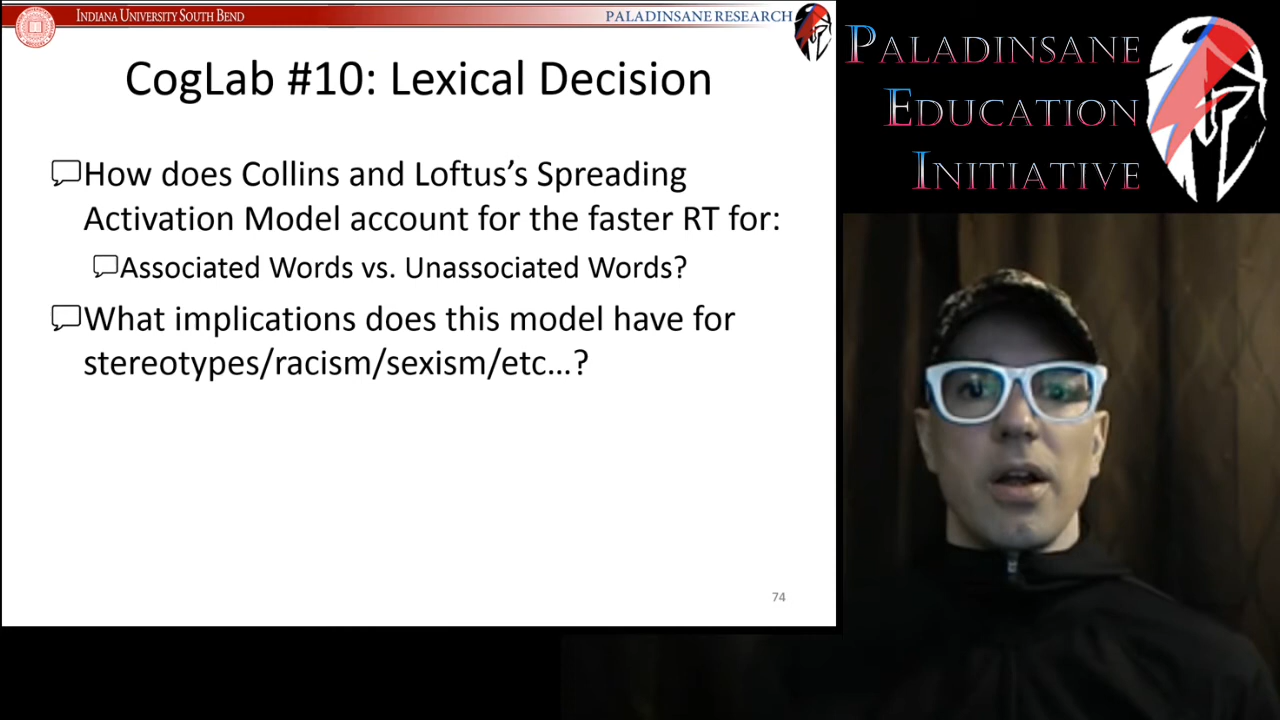 INDIANA UNIVERSITY SOUTH BEND
PALADINSANE RESEARCH
CogLab #10: Lexical Decision
How does Collins and Loftus’s Spreading
Activation Model account for the faster RT for:
Associated Words vs. Unassociated Words?
What implications does this model have for
stereotypes/racism/sexism/etc…?
74
PALADINSANE
EDUCATION
INITIATIVE